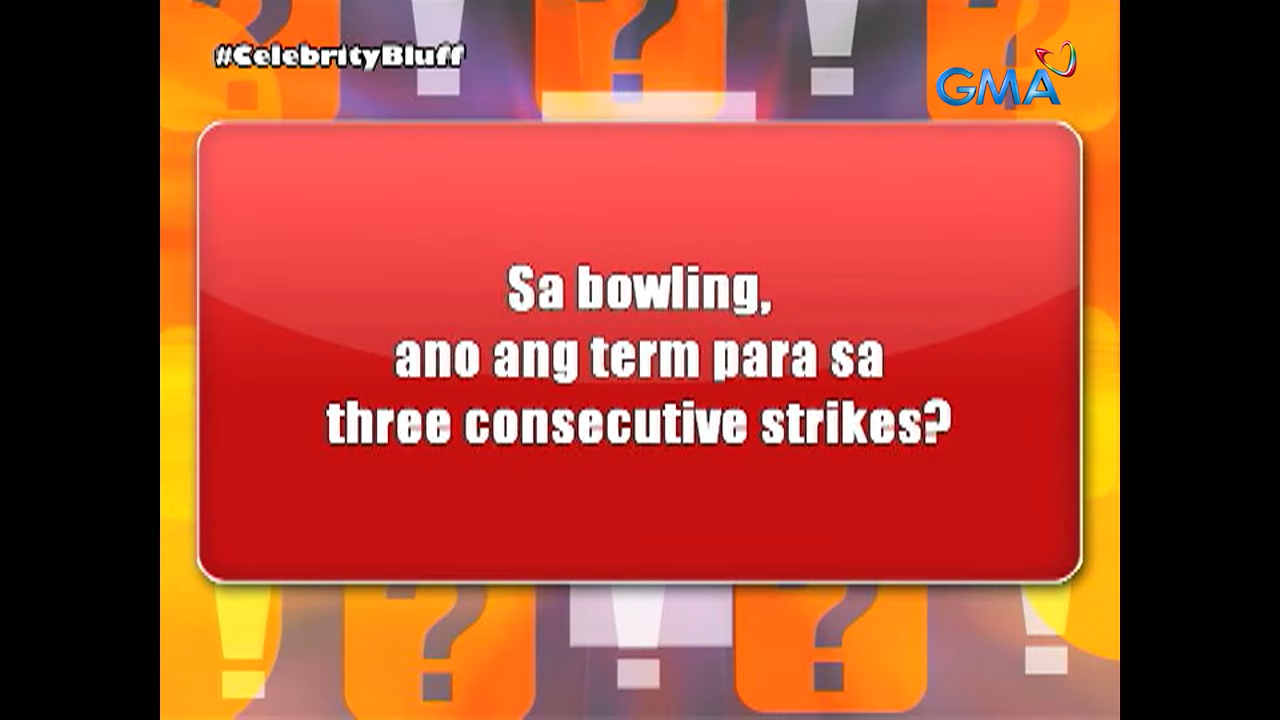 #CelebrityBluff
GMA
Sa bowling,
ano ang term para sa
three consecutive strikes?